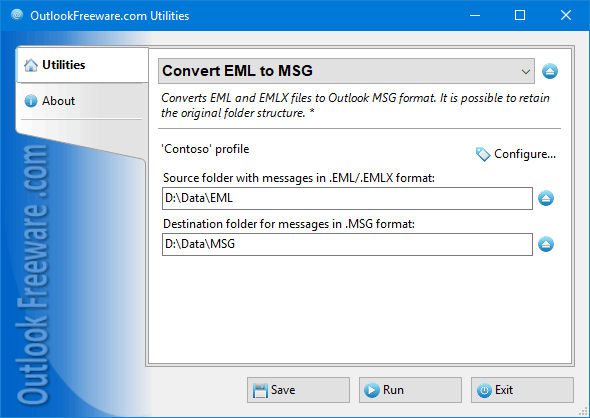 OutlookFreeware.com Utilities
Utilities
About
Convert EML to MSG
Converts EML and EMLX files to Outlook MSG format. It is possible to retain
the original folder structure. *
'Contoso' profile
Configure...
Source folder with messages in .EML/.EMLX format:
D:\Data\EML
Destination folder for messages in .MSG format:
D:\Data\MSG
Outlook Freeware .com
Save
Run
Exit